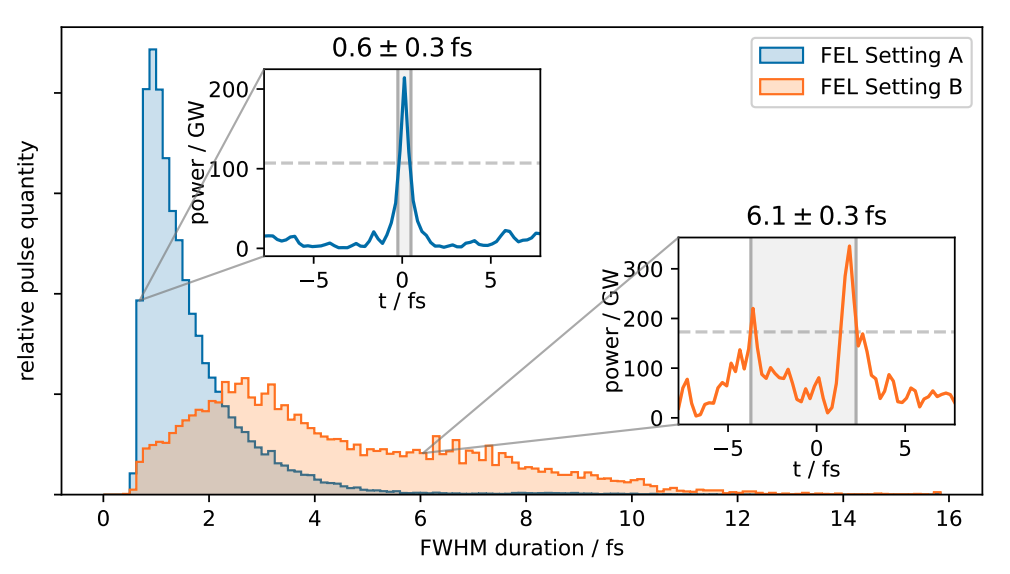 0.6 ± 0.3 fs
FEL Setting A
FEL Setting B
power / GW
200
100
0
−5 0 5
t / fs
6.1 ± 0.3 fs
power / GW
300
200
100
0
−5 0 5
t / fs
relative pulse quantity
0 2 4 6 8 10 12 14 16
FWHM duration / fs